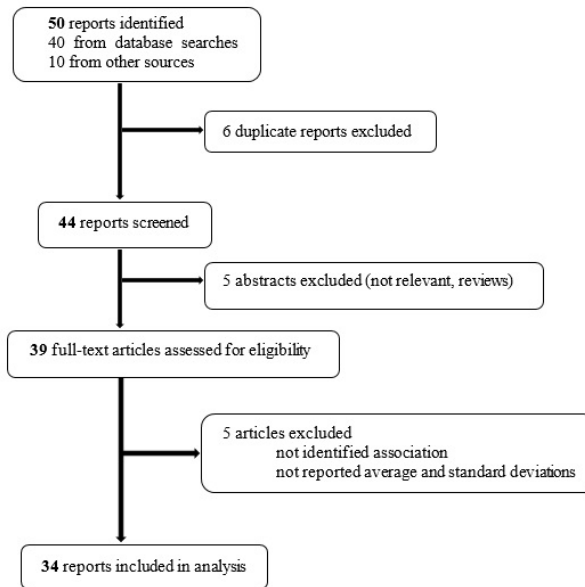 50 reports identified
40 from database searches
10 from other sources
6 duplicate reports excluded
44 reports screened
5 abstracts excluded (not relevant, reviews)
39 full-text articles assessed for eligibility
5 articles excluded
not identified association
not reported average and standard deviations
34 reports included in analysis